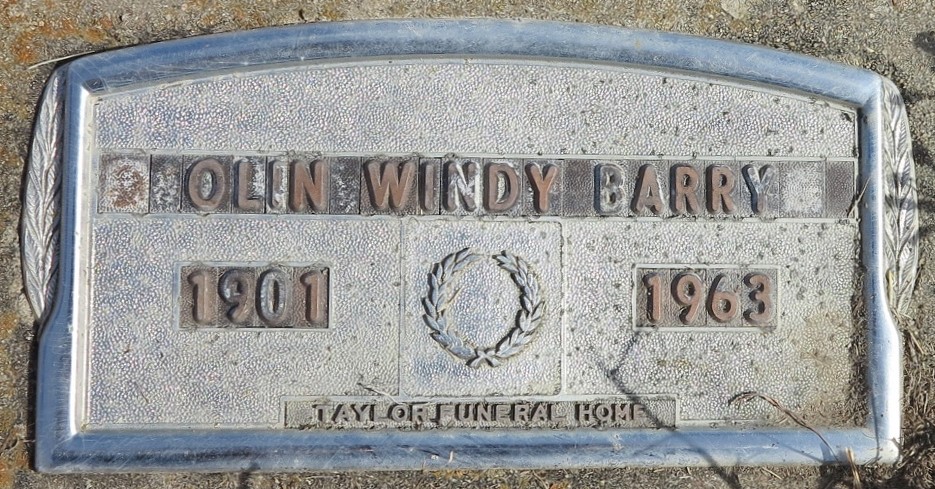 OLIN WINDY BARRY
1901 1963
TAYLOR FUNERAL HOME